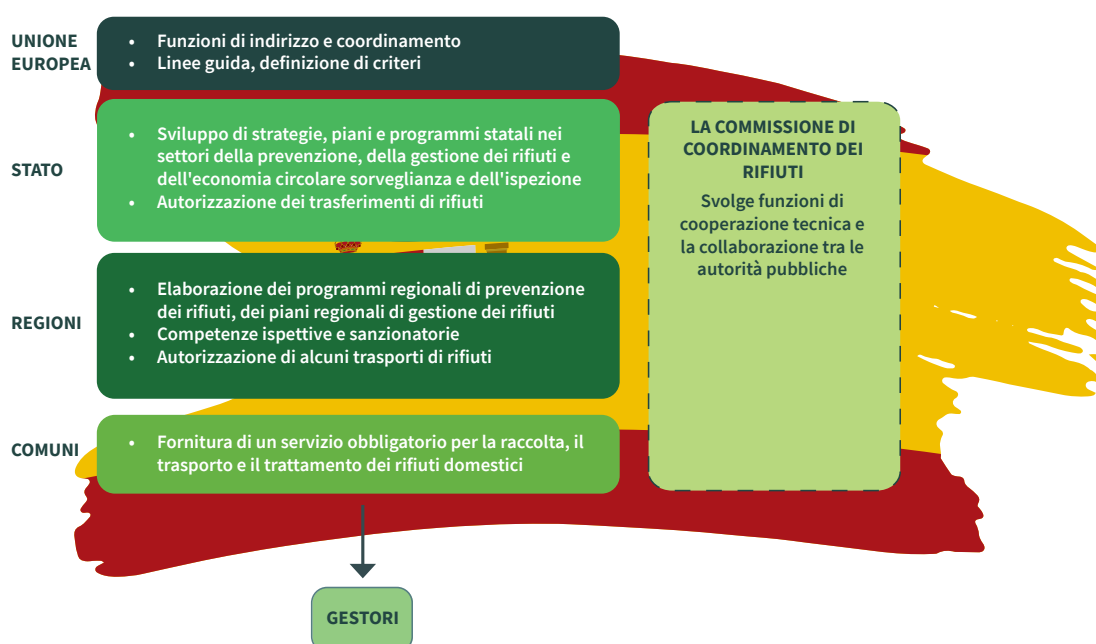 UNIONE
EUROPEA
• Funzioni di indirizzo e coordinamento
• Linee guida, definizione di criteri
STATO
• Sviluppo di strategie, piani e programmi statali nei
settori della prevenzione, della gestione dei rifiuti e
dell'economia circolare sorveglianza e dell'ispezione
• Autorizzazione dei trasferimenti di rifiuti
REGIONI
• Elaborazione dei programmi regionali di prevenzione
dei rifiuti, dei piani regionali di gestione dei rifiuti
• Competenze ispettive e sanzionatorie
• Autorizzazione di alcuni trasporti di rifiuti
COMUNI
• Fornitura di un servizio obbligatorio per la raccolta, il
trasporto e il trattamento dei rifiuti domestici
LA COMMISSIONE DI
COORDINAMENTO DEI
RIFIUTI
Svolge funzioni di
cooperazione tecnica e
la collaborazione tra le
autorità pubbliche
GESTORI